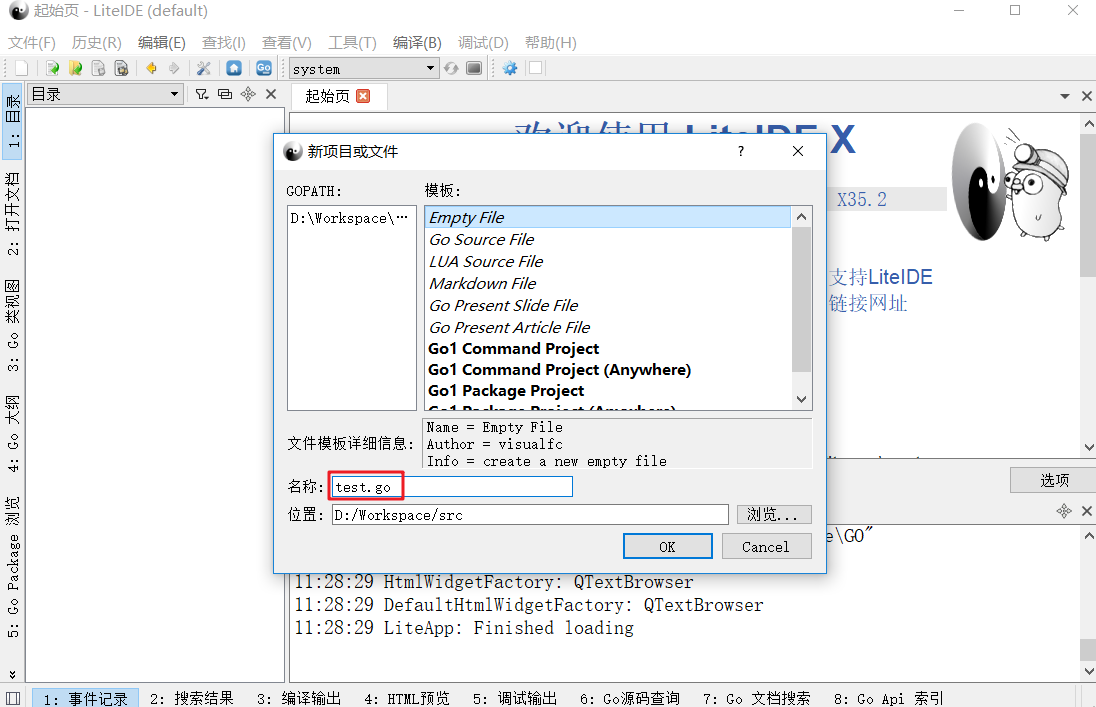 起始页 - LiteIDE (default)
文件(F) 历史(R) 编辑(E) 查找(I) 查看(V) 工具(T) 编译(B) 调试(D) 帮助(H)
Go system
目录
起始页
1: 目录
2: 打开文档
3: Go 类视图
4: Go 大纲
5: Go Package 浏览
欢迎使用 LiteIDE X
X35.2
支持LiteIDE
链接网址
新项目或文件
?
GOPATH:
模板:
D:\Workspace\…
Empty File
Go Source File
LUA Source File
Markdown File
Go Present Slide File
Go Present Article File
Go1 Command Project
Go1 Command Project (Anywhere)
Go1 Package Project
Go1 Package Project (Anywhere)
文件模板详细信息:
Name = Empty File
Author = visualfc
Info = create a new empty file
名称: test.go
位置: D:/Workspace/src 浏览...
OK Cancel
选项
e\GO"
11:28:29 HtmlWidgetFactory: QTextBrowser
11:28:29 DefaultHtmlWidgetFactory: QTextBrowser
11:28:29 LiteApp: Finished loading
1: 事件记录 2: 搜索结果 3: 编译输出 4: HTML预览 5: 调试输出 6: Go源码查询 7: Go 文档搜索 8: Go Api 索引